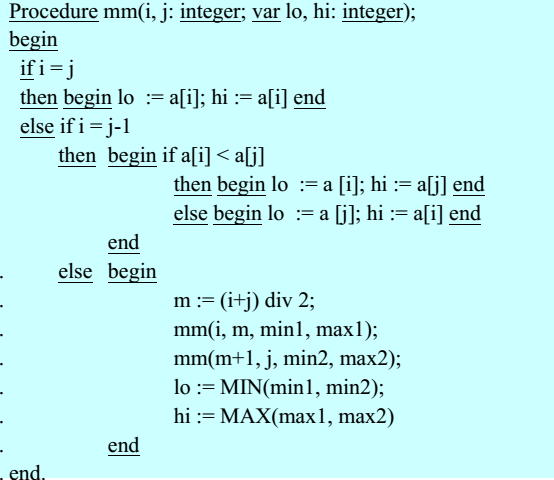 Procedure mm(i, j: integer; var lo, hi: integer);
begin
if i = j
then begin lo := a[i]; hi := a[i] end
else if i = j-1
then begin if a[i] < a[j]
then begin lo := a [i]; hi := a[j] end
else begin lo := a [j]; hi := a[i] end
end
. else begin
. m := (i+j) div 2;
. mm(i, m, min1, max1);
. mm(m+1, j, min2, max2);
. lo := MIN(min1, min2);
. hi := MAX(max1, max2)
. end
. end.